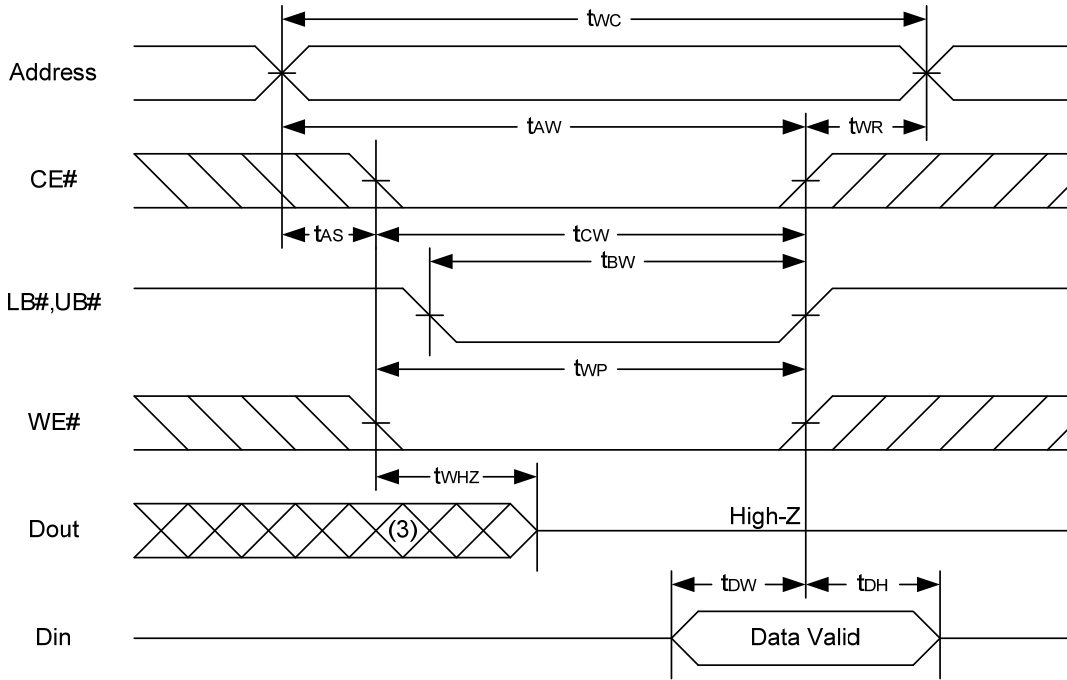 tWC
Address
tAW
tWR
CE#
tAS
tCW
tBW
LB#,UB#
tWP
WE#
tWHZ
Dout
(3)
High-Z
tDW
tDH
Din
Data Valid